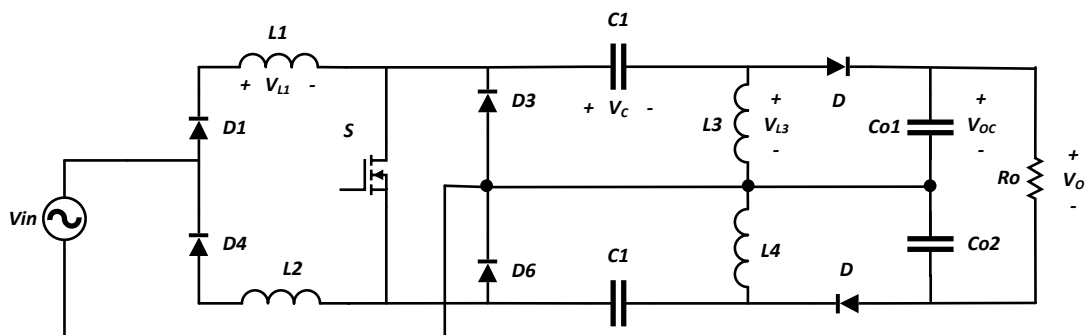 L1
C1
+ VL1 -
D3
+ VC -
D
D1
S
L3
+
VL3
-
Co1
+
VOC
-
Vin
Ro
+
VO
-
D4
L2
D6
C1
L4
D
Co2